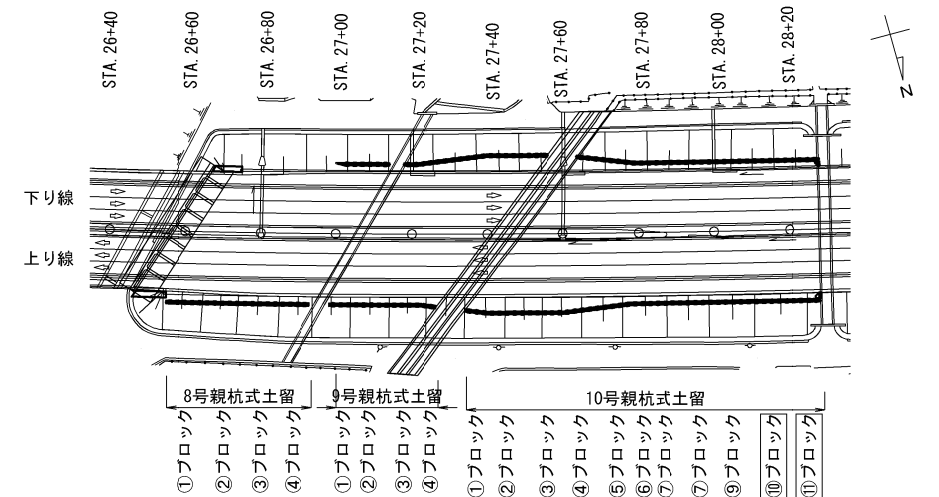 STA. 26+40
STA. 26+60
STA. 26+80
STA. 27+00
STA. 27+20
STA. 27+40
STA. 27+60
STA. 27+80
STA. 28+00
STA. 28+20
N
下り線
上り線
8号親杭式土留
9号親杭式土留
10号親杭式土留
①ブロック
②ブロック
③ブロック
④ブロック
①ブロック
②ブロック
③ブロック
④ブロック
①ブロック
②ブロック
③ブロック
④ブロック
⑤ブロック
⑥ブロック
⑦ブロック
⑦ブロック
⑨ブロック
⑩ブロック
⑪ブロック